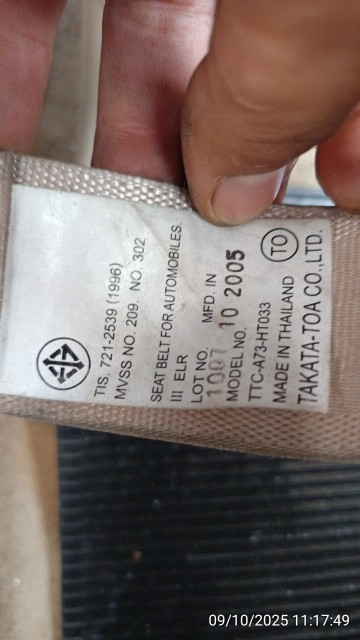 TIS. 721-2539 (1996)
MVSS NO. 209. NO. 302
SEAT BELT FOR AUTOMOBILES.
III ELR
LOT NO. MFD. IN
1007 10 2005
MODEL NO.
TTC-A73-HT033
MADE IN THAILAND TO
TAKATA-TOA CO.,LTD.
09/10/2025 11:17:49